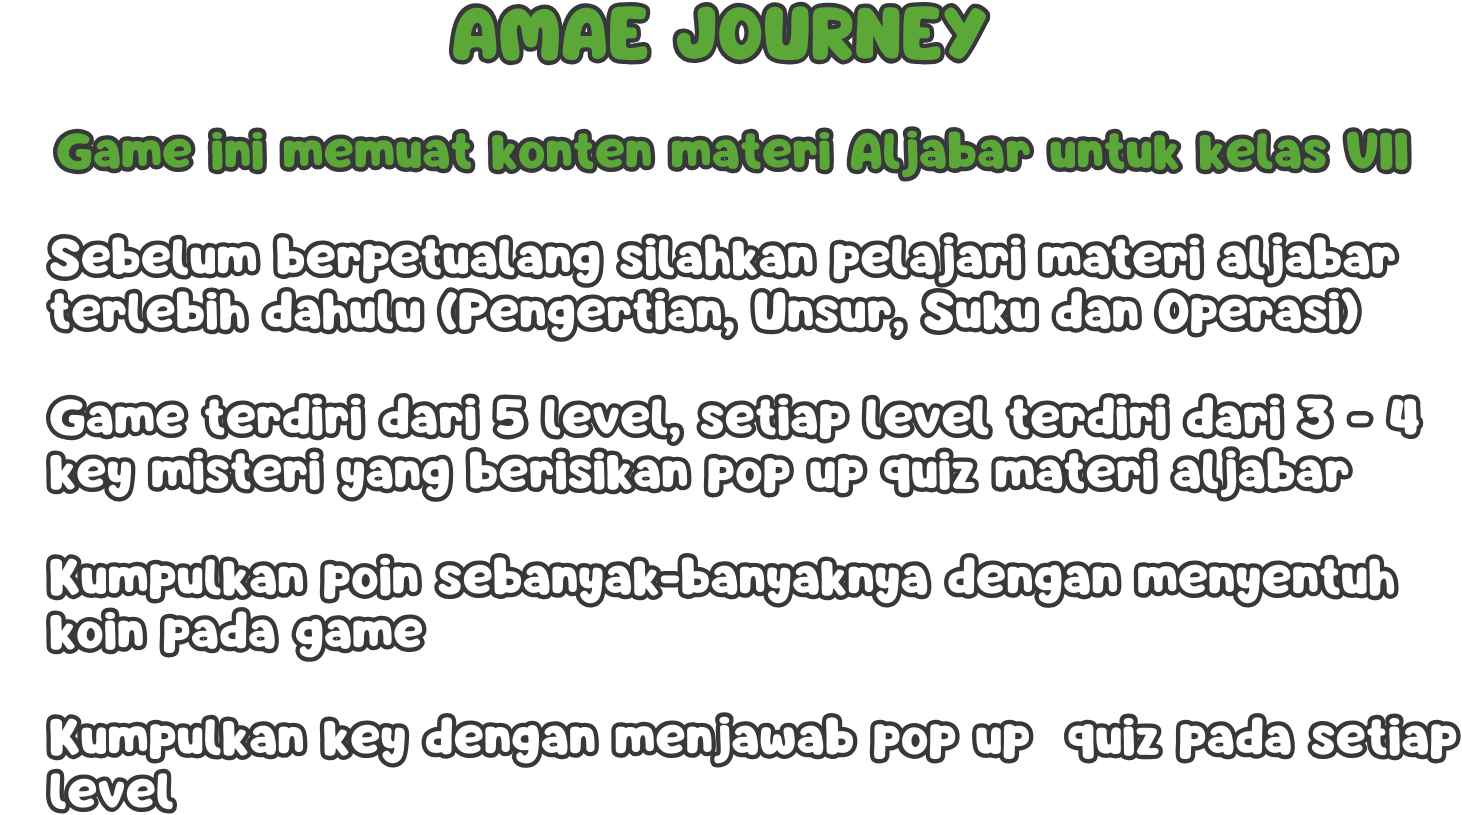 AMAE JOURNEY
Game ini memuat konten materi Aljabar untuk kelas VII
Sebelum berpetualang silahkan pelajari materi aljabar
terlebih dahulu (Pengertian, Unsur, Suku dan Operasi)
Game terdiri dari 5 level, setiap level terdiri dari 3 - 4
key misteri yang berisikan pop up quiz materi aljabar
Kumpulkan poin sebanyak-banyaknya dengan menyentuh
koin pada game
Kumpulkan key dengan menjawab pop up  quiz pada setiap
level